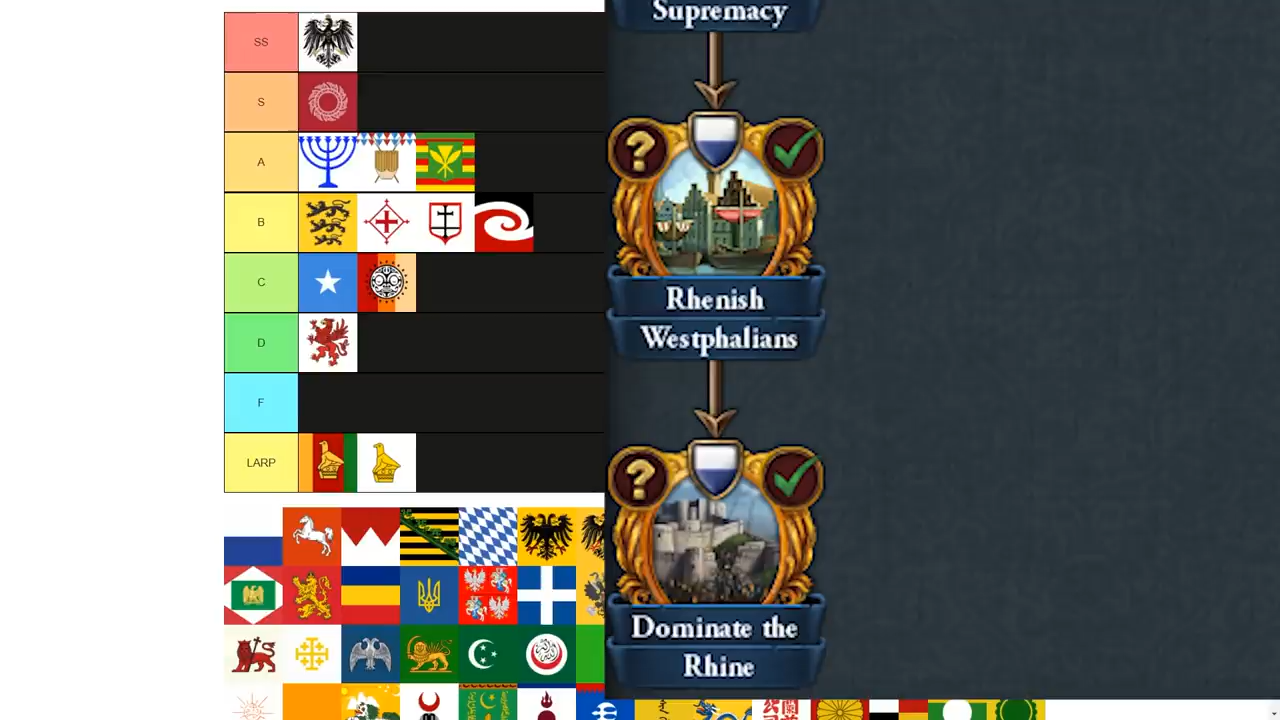 Supremacy
SS
S
A
B
C
D
F
LARP
?
Rhenish
Westphalians
?
Dominate the
Rhine